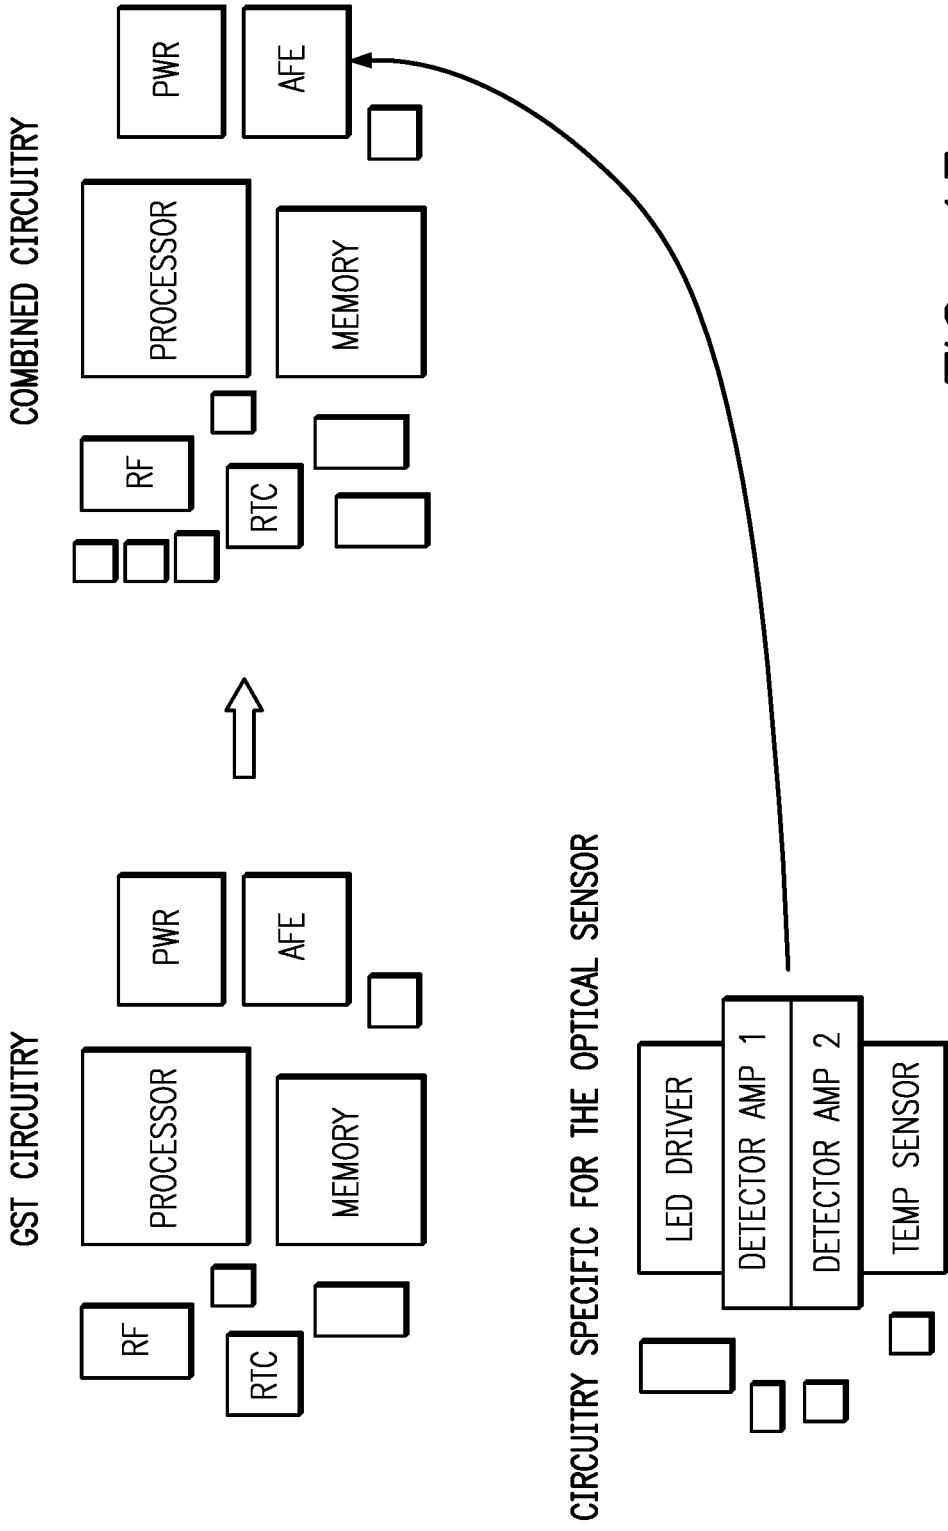 GST CIRCUITRY
RF
PROCESSOR
PWR
RTC
MEMORY
AFE
COMBINED CIRCUITRY
RF
PROCESSOR
PWR
RTC
MEMORY
AFE
CIRCUITRY SPECIFIC FOR THE OPTICAL SENSOR
LED DRIVER
DETECTOR AMP 1
DETECTOR AMP 2
TEMP SENSOR